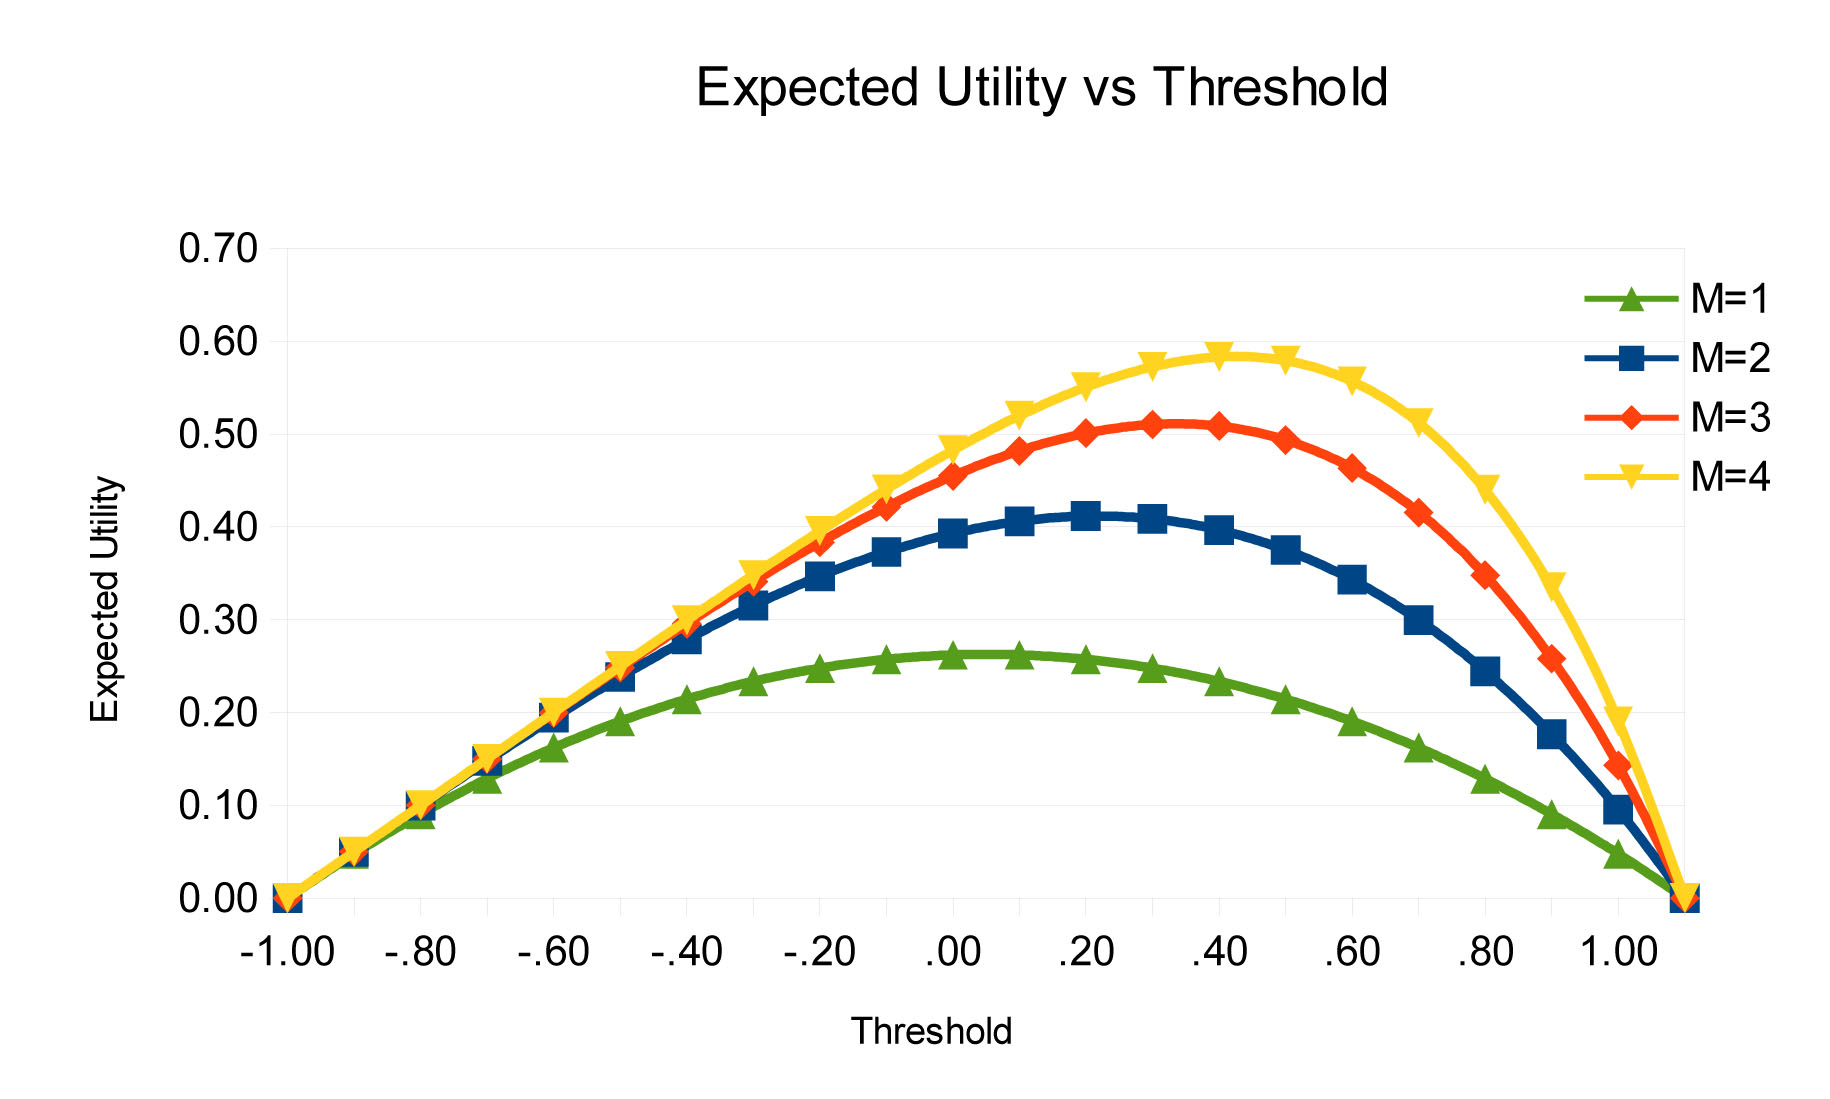 Expected Utility vs Threshold
0.70
0.60
0.50
0.40
0.30
0.20
0.10
0.00
Expected Utility
-1.00 -.80 -.60 -.40 -.20 .00 .20 .40 .60 .80 1.00
Threshold
M=1
M=2
M=3
M=4